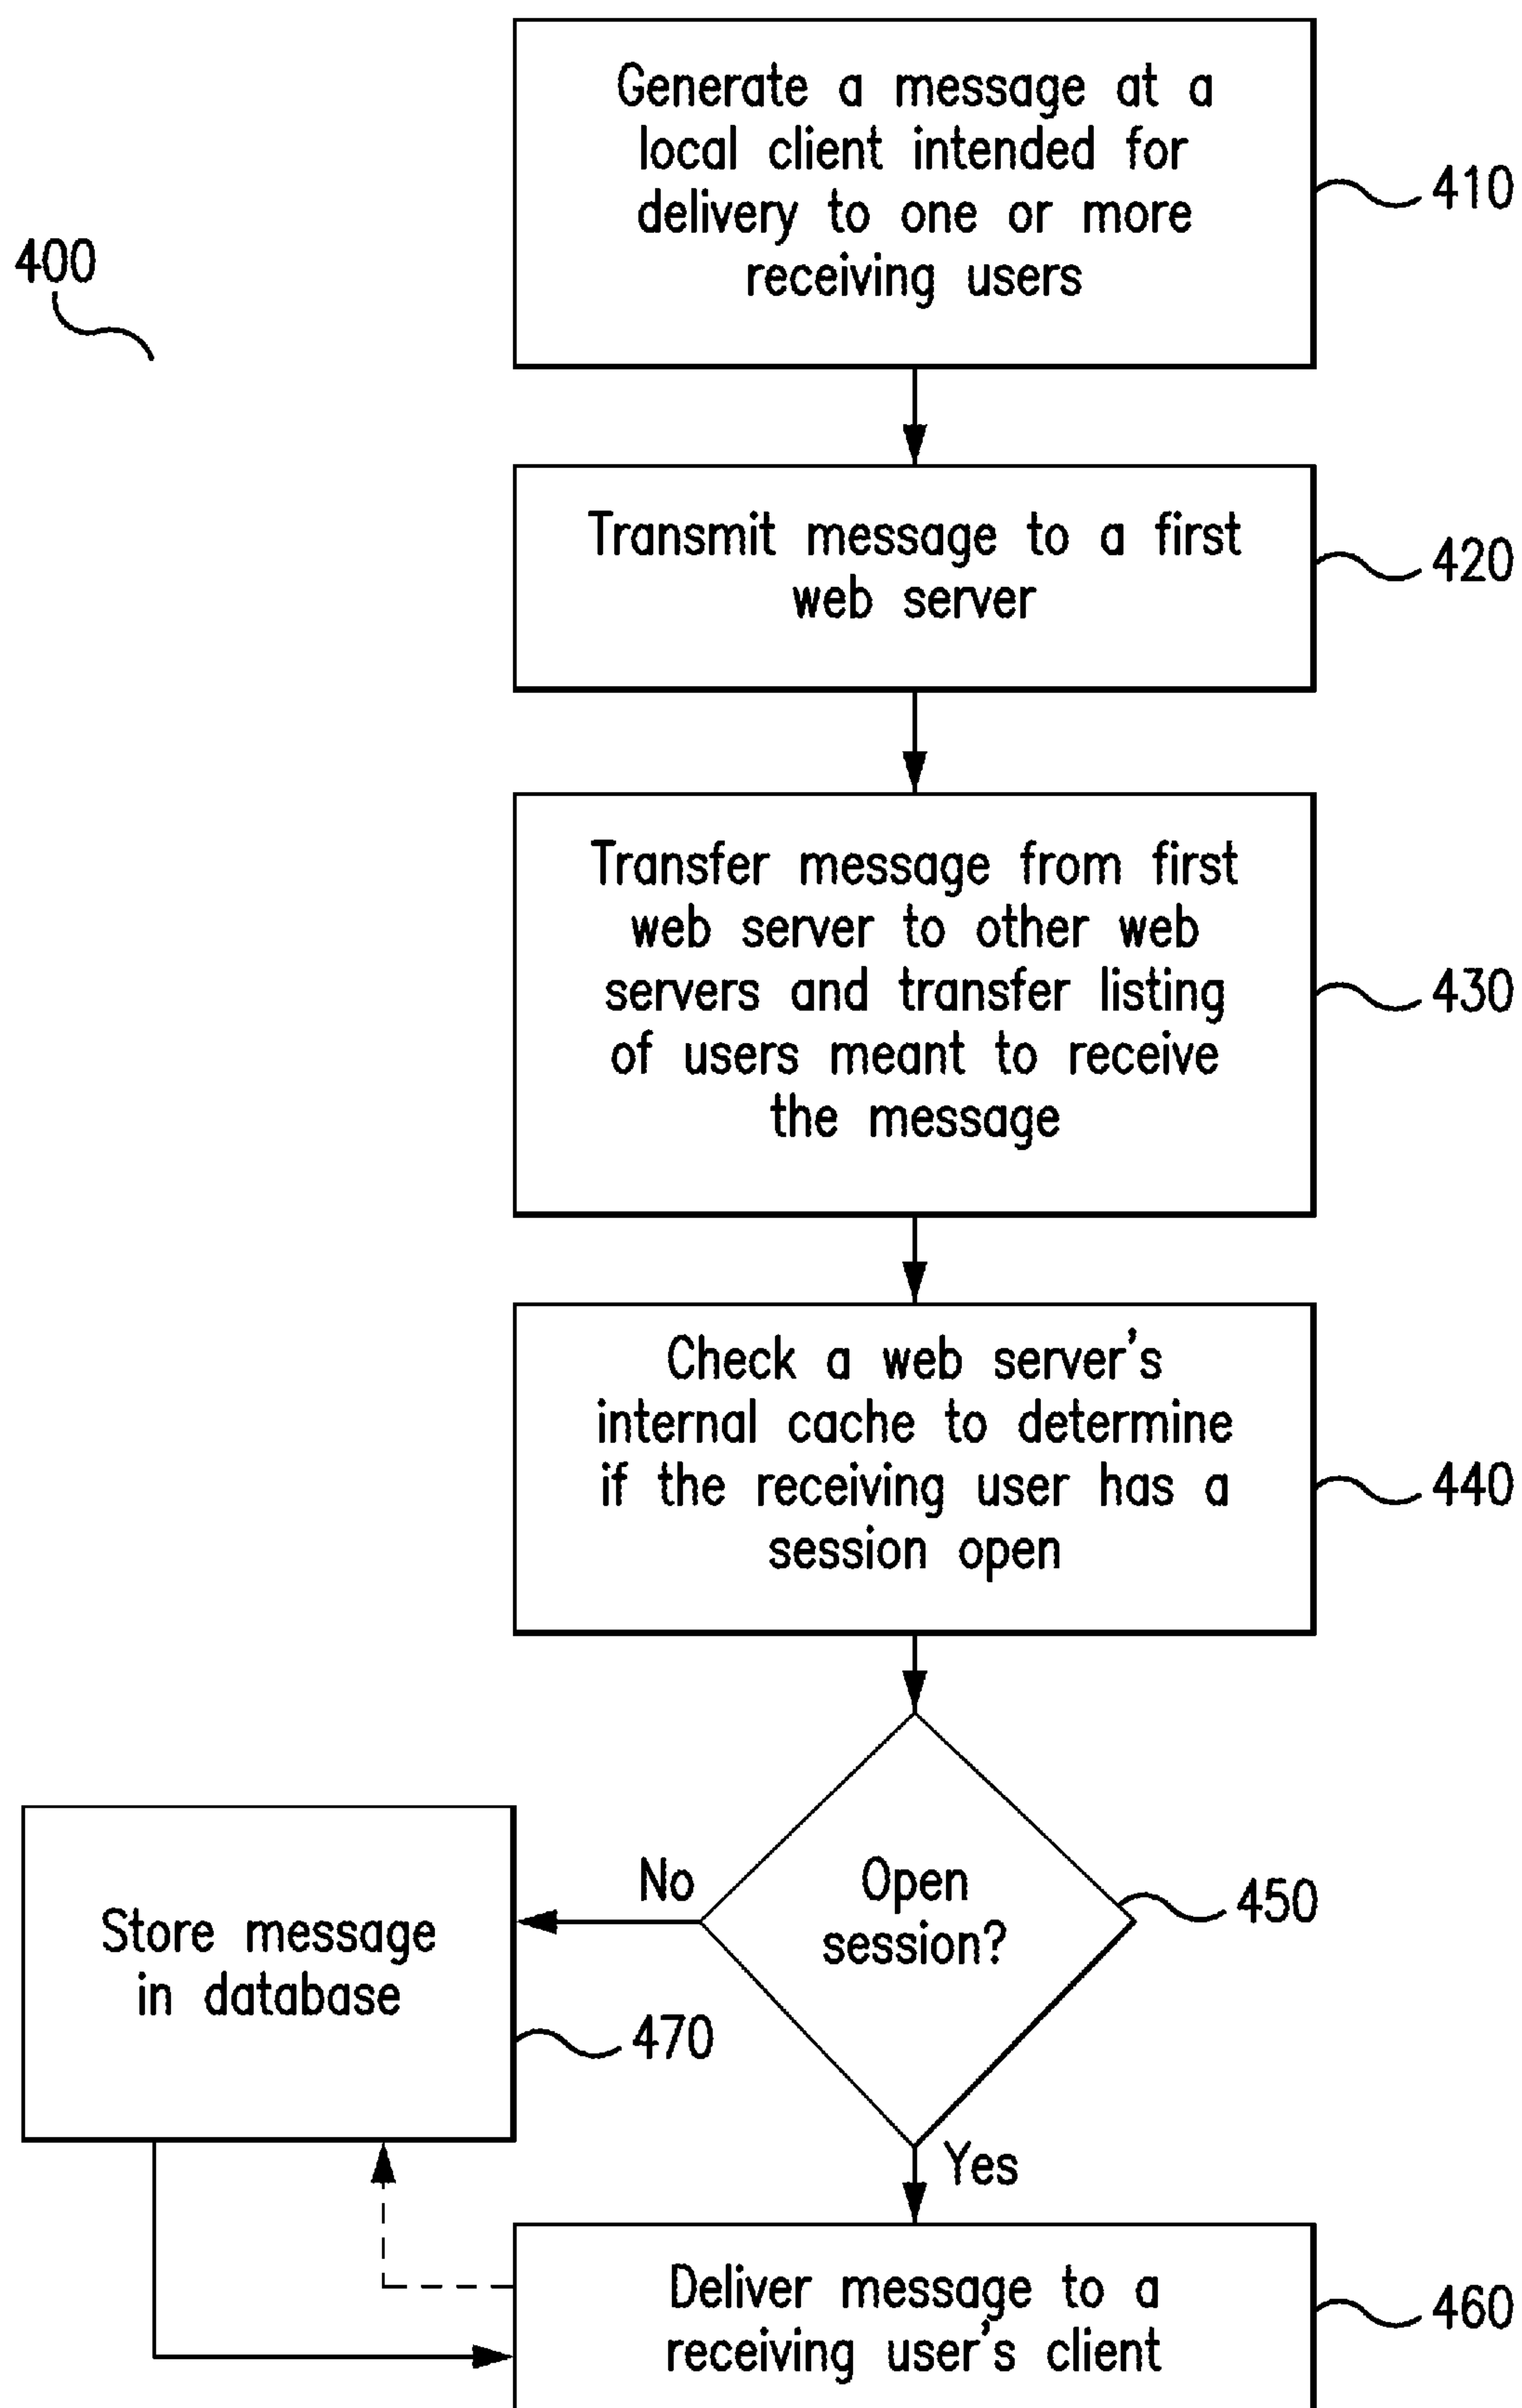 Generate a message at a
local client intended for
delivery to one or more
receiving users
410
400
Transmit message to a first
web server
420
Transfer message from first
web server to other web
servers and transfer listing
of users meant to receive
the message
430
Check a web server's
internal cache to determine
if the receiving user has a
session open
440
Open
session?
450
No
Store message
in database
470
Yes
Deliver message to a
receiving user's client
460